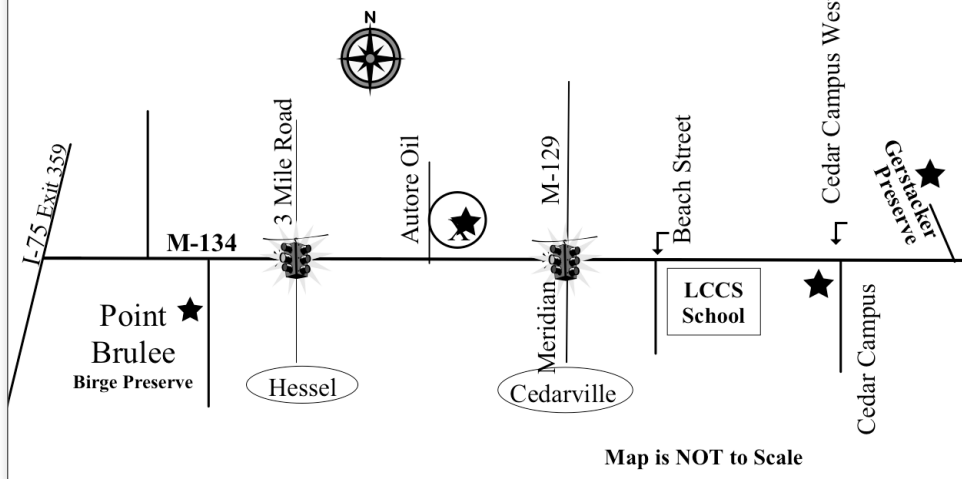 N
I-75 Exit 359
M-134
3 Mile Road
Autore Oil
X
M-129
Beach Street
Cedar Campus Wes
Gerstacker
Preserve
Point
Brulee
Birge Preserve
Hessel
Meridian
Cedarville
LCCS
School
Cedar Campus
Map is NOT to Scale